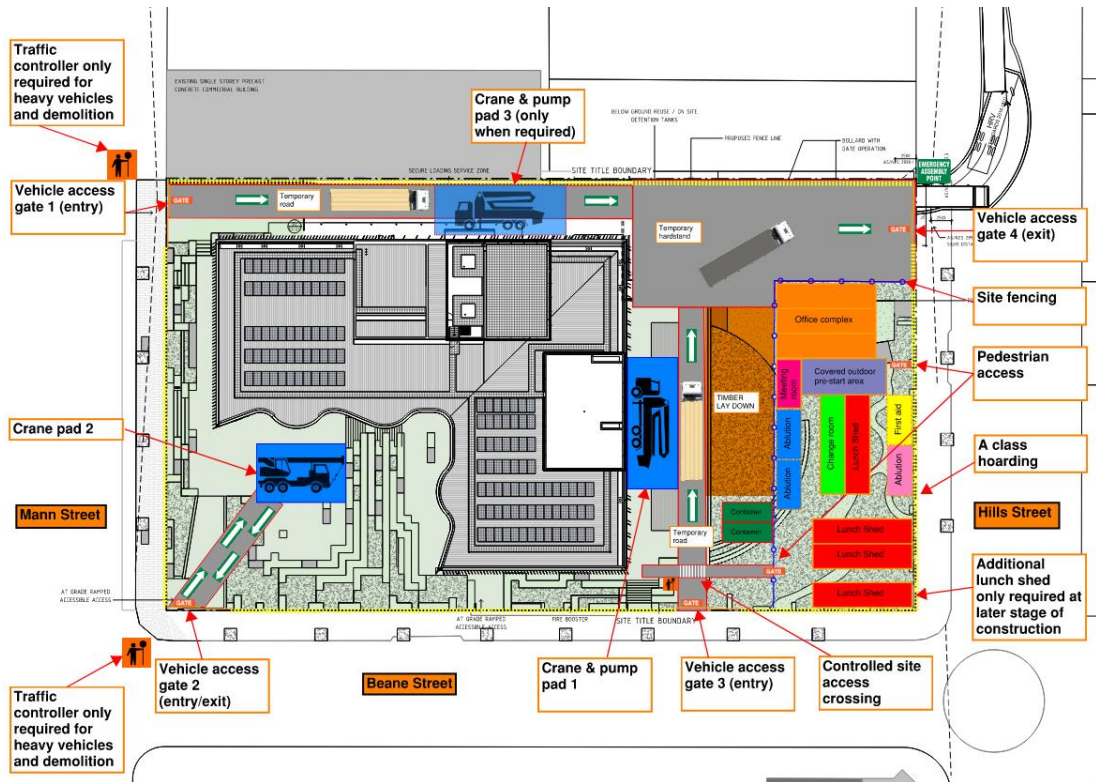 Traffic
controller only
required for
heavy vehicles
and demolition
EXISTING SINGLE STOREY PRECAST
CONCRETE COMMERCIAL BUILDING
Crane & pump
pad 3 (only
when required)
BELOW GROUND REUSE / ON SITE
DETENTION TANKS
PROPOSED FENCE LINE
BOLLARD WITH
GATE OPERATION
HRV
EMERGENCY
ASSEMBLY
POINT
SECURE LOADING SERVICE ZONE
SITE TITLE BOUNDARY
Vehicle access
gate 1 (entry)
GATE
Temporary
road
Temporary
hardstand
GATE
Vehicle access
gate 4 (exit)
Site fencing
Office complex
Pedestrian
access
Meeting
room
Covered outdoor
pre-start area
GATE
TIMBER
LAY DOWN
Ablution
Change room
Lunch Shed
First aid
Crane pad 2
Ablution
Ablution
A class
hoarding
Mann Street
Hills Street
Container
Container
Temporary
road
Lunch Shed
Lunch Shed
Lunch Shed
GATE
Additional
lunch shed
only required at
later stage of
construction
AT GRADE RAMPED
ACCESSIBLE ACCESS
GATE
GATE
AT GRADE RAMPED
ACCESSIBLE ACCESS
FIRE BOOSTER
SITE TITLE BOUNDARY
Vehicle access
gate 2
(entry/exit)
Beane Street
Crane & pump
pad 1
Vehicle access
gate 3 (entry)
Controlled site
access
crossing
Traffic
controller only
required for
heavy vehicles
and demolition